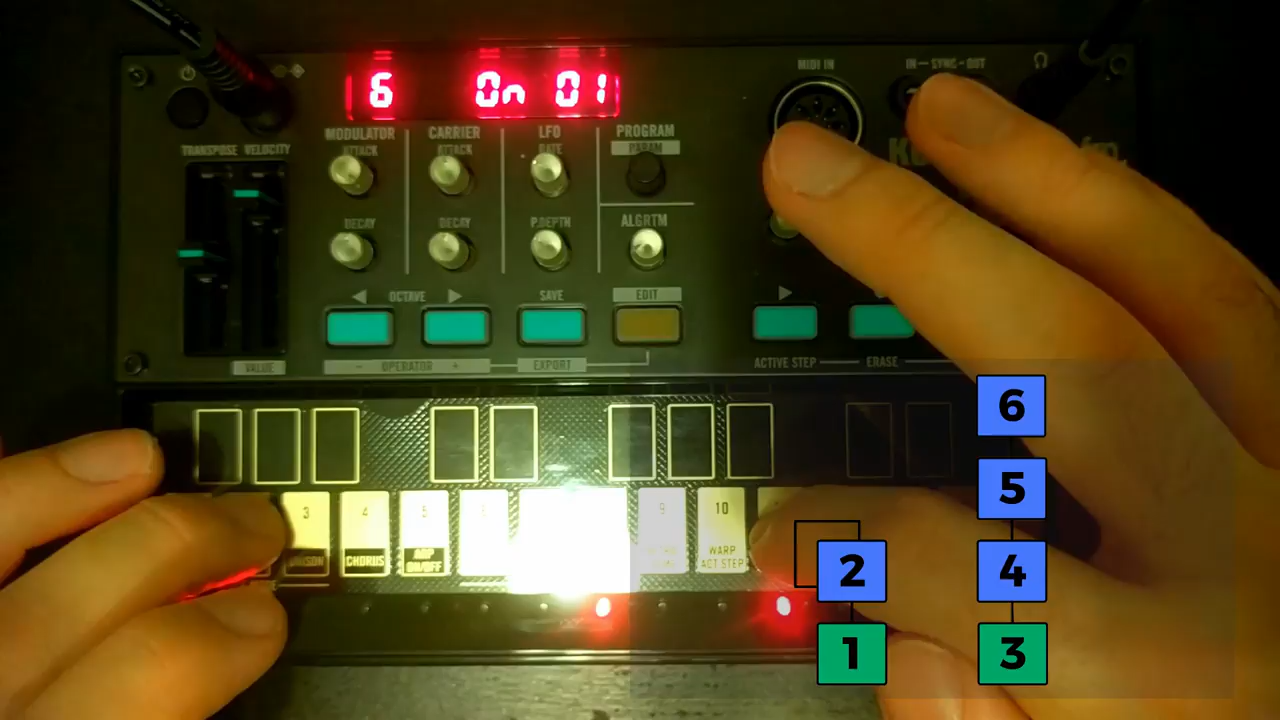 6 On 01
MIDI IN
IN — SYNC — OUT
MODULATOR
CARRIER
LFO
PROGRAM
TRANSPOSE VELOCITY
ATTACK
ATTACK
RATE
PARAM
DECAY
DECAY
P.DEPTH
ALGRTM
OCTAVE
SAVE
EDIT
VALUE
- OPERATOR +
EXPORT
ACTIVE STEP
ERASE
3
4
5
9
10
CHORUS
ARP
ON/OFF
WARP
ACT STEP
6
5
2
4
1
3